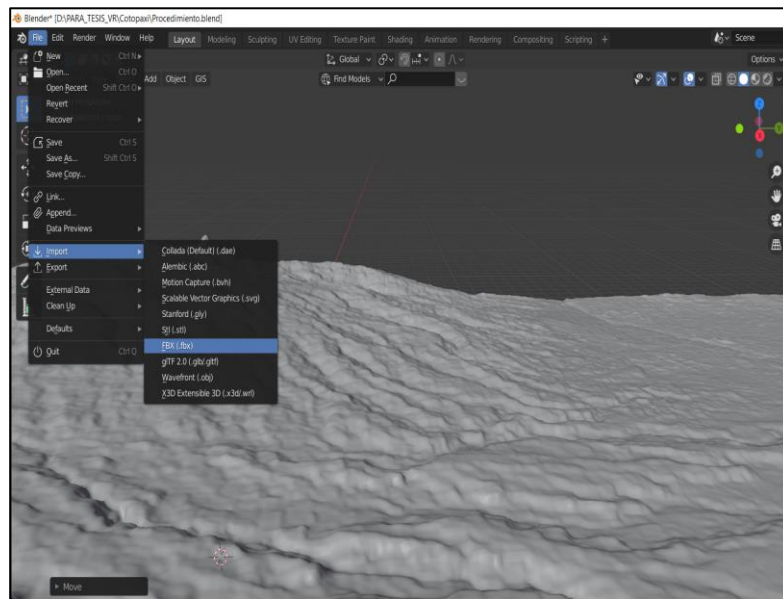 Blender* [D:\PARA_TESIS_VR\Cotopaxi\Procedimiento.blend]
File Edit Render Window Help Layout Modeling Sculpting UV Editing Texture Paint Shading Animation Rendering Compositing Scripting + Scene
Global Options
Add Object GIS Find Models
New Ctrl N
Open... Ctrl O
Open Recent Shift Ctrl O
Revert
Recover
Save Ctrl S
Save As... Shift Ctrl S
Save Copy...
Link...
Append...
Data Previews
Import
Export
External Data
Clean Up
Defaults
Quit Ctrl Q
Collada (Default) (.dae)
Alembic (.abc)
Motion Capture (.bvh)
Scalable Vector Graphics (.svg)
Stanford (.ply)
Stl (.stl)
FBX (.fbx)
glTF 2.0 (.glb/.gltf)
Wavefront (.obj)
X3D Extensible 3D (.x3d/.wrl)
Move